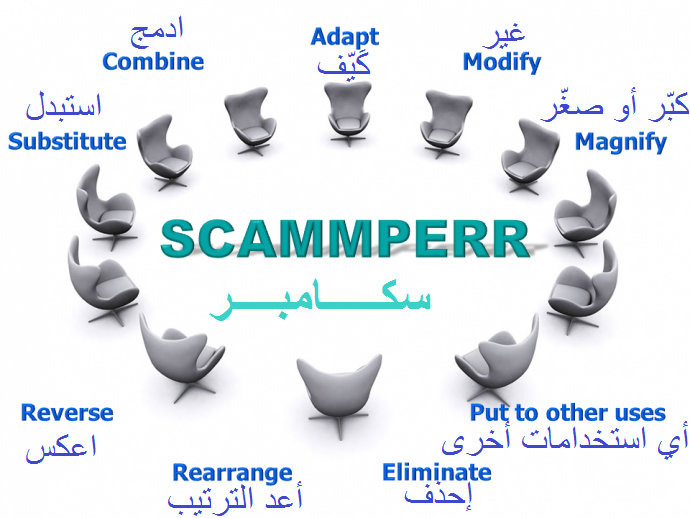 ادمج
Combine
Adapt
كَيّف
غير
Modify
استبدل
Substitute
كبّر أو صغّر
Magnify
SCAMMPERR
سكـــامبـــر
Reverse
اعكس
Rearrange
أعد الترتيب
Eliminate
إحذف
Put to other uses
أي استخدامات أخرى